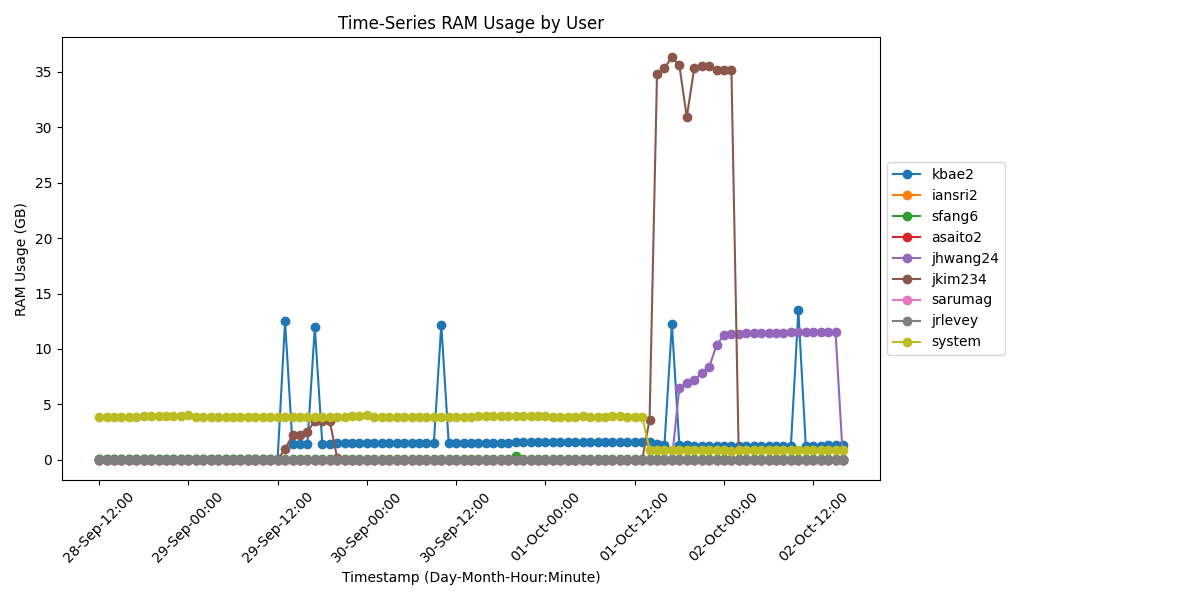 Time-Series RAM Usage by User
RAM Usage (GB)
35
30
25
20
15
10
5
0
28-Sep-12:00
29-Sep-00:00
29-Sep-12:00
30-Sep-00:00
30-Sep-12:00
01-Oct-00:00
01-Oct-12:00
02-Oct-00:00
02-Oct-12:00
Timestamp (Day-Month-Hour:Minute)
kbae2
iansri2
sfang6
asaito2
jhwang24
jkim234
sarumag
jrlevey
system